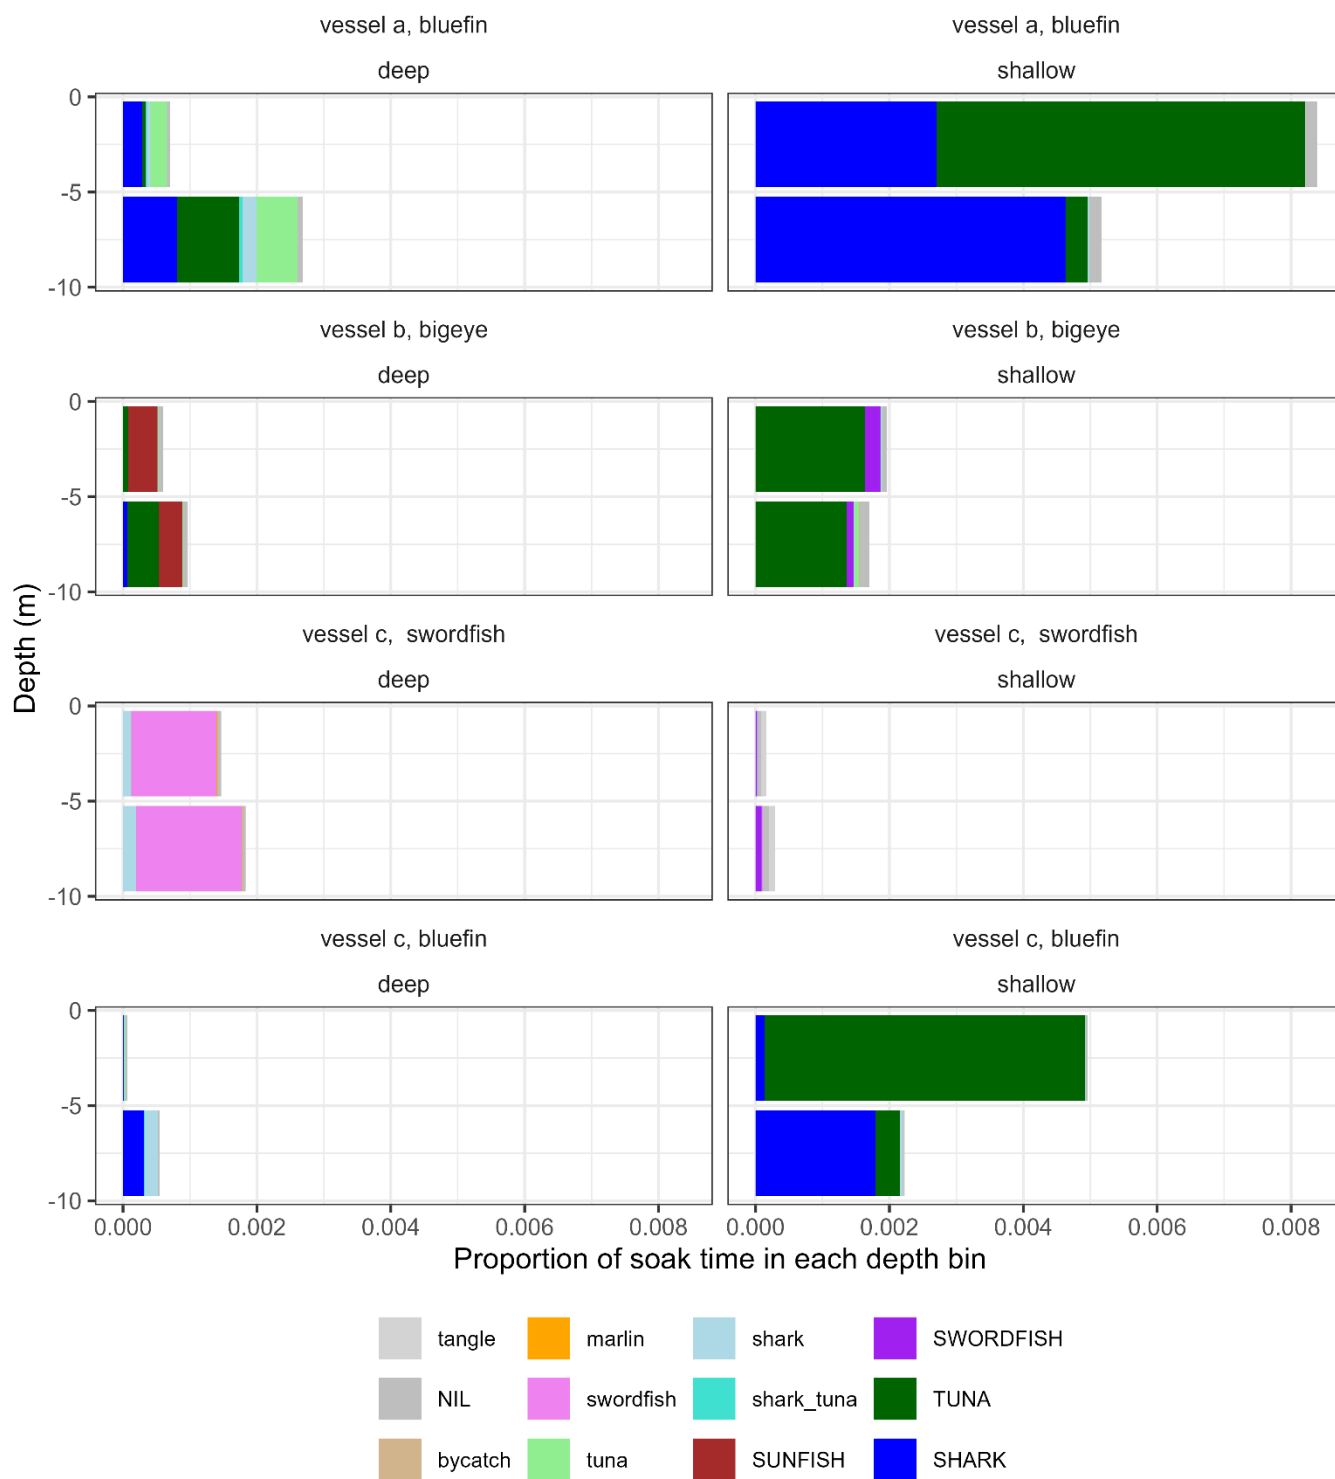 vessel a, bluefin
vessel a, bluefin
deep
shallow
0
-5
-10
vessel b, bigeye
vessel b, bigeye
deep
shallow
0
-5
-10
Depth (m)
vessel c,  swordfish
vessel c,  swordfish
deep
shallow
0
-5
-10
vessel c, bluefin
vessel c, bluefin
deep
shallow
0
-5
-10
0.000 0.002 0.004 0.006 0.008 0.000 0.002 0.004 0.006 0.008
Proportion of soak time in each depth bin
tangle marlin shark SWORDFISH
NIL swordfish shark_tuna TUNA
bycatch tuna SUNFISH SHARK